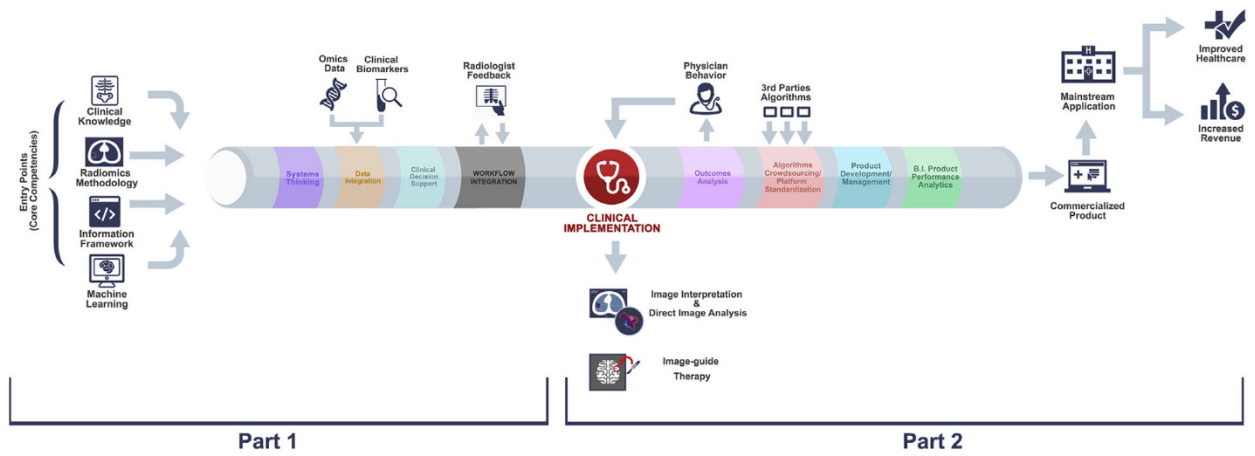 Entry Points
(Core Competencies)
Clinical
Knowledge
Radiomics
Methodology
Information
Framework
Machine
Learning
Systems
Thinking
Omics
Data
Clinical
Biomarkers
Data
Integration
Clinical
Decision
Support
Radiologist
Feedback
WORKFLOW
INTEGRATION
CLINICAL
IMPLEMENTATION
Image Interpretation
&
Direct Image Analysis
Image-guide
Therapy
Physician
Behavior
Outcomes
Analysis
3rd Parties
Algorithms
Algorithms
Crowdsourcing/
Platform
Standardization
Product
Development/
Management
B.I. Product
Performance
Analytics
Commercialized
Product
H
Mainstream
Application
Improved
Healthcare
$
Increased
Revenue
Part 1
Part 2